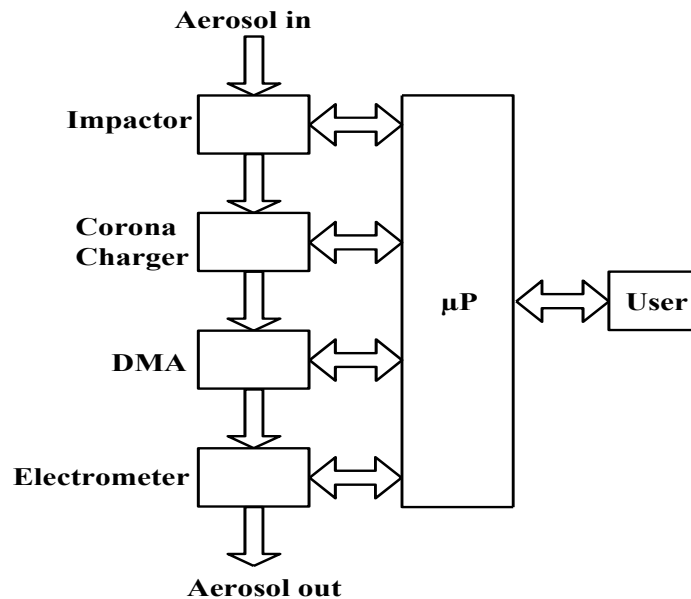 Aerosol in
Impactor
Corona
Charger
DMA
Electrometer
Aerosol out
μP
User